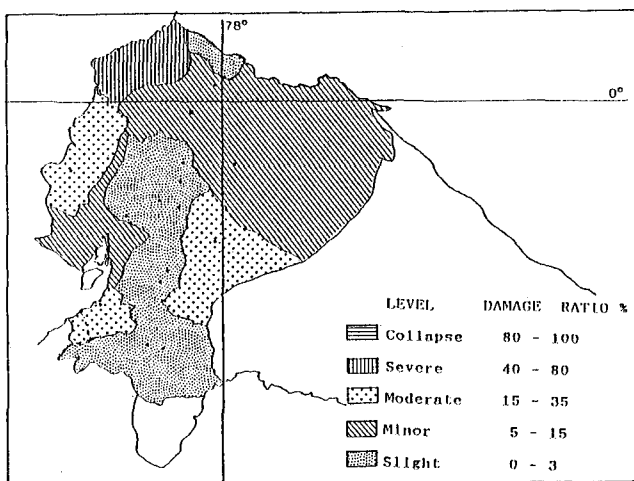 78°
0°
LEVEL DAMAGE RATIO %
Collapse 80 - 100
Severe 40 - 80
Moderate 15 - 35
Minor 5 - 15
Slight 0 - 3